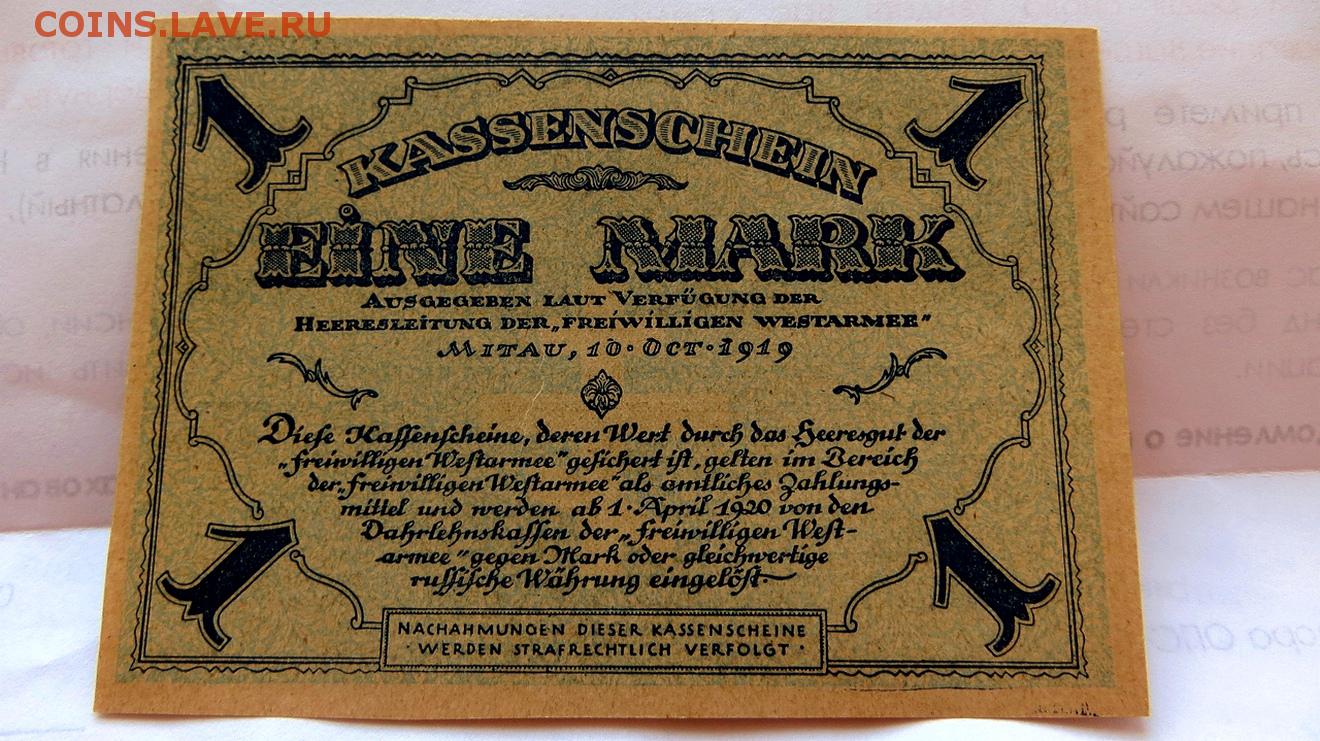 COINS.LAVE.RU
1 1
KASSENSCHEIN
EINE MARK
AUSGEGEBEN LAUT VERFÜGUNG DER
HEERESLEITUNG DER „FREIWILLIGEN WESTARMEE"
MITAU, 10·OCT·1919
Diese Kassenscheine, deren Wert durch das Heeresgut der
„Freiwilligen Westarmee" gesichert ist, gelten im Bereich
der „Freiwilligen Westarmee" als amtliches Zahlungs-
mittel und werden ab 1·April 1920 von den
Dahrlehnskassen der „Freiwilligen West-
armee" gegen Mark oder gleichwertige
russische Währung eingelöst
1 1
NACHAHMUNGEN DIESER KASSENSCHEINE
·WERDEN STRAFRECHTLICH VERFOLGT·